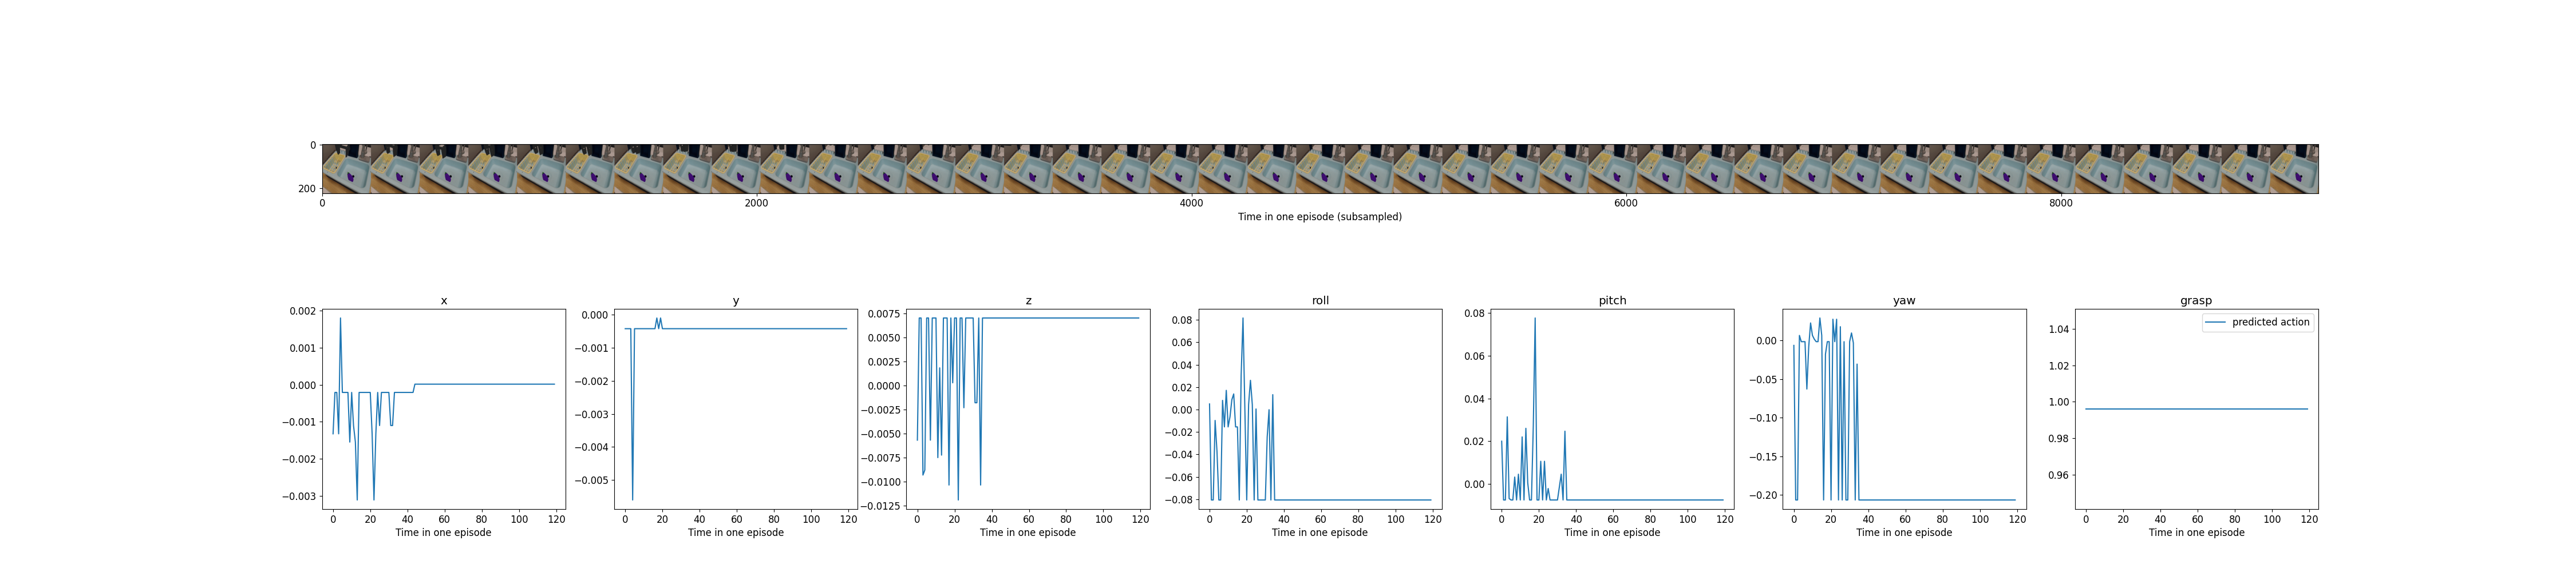 0
200
0 2000 4000 6000 8000
Time in one episode (subsampled)
x y z roll pitch yaw grasp
0.002
0.001
0.000
−0.001
−0.002
−0.003
0 20 40 60 80 100 120
Time in one episode
0.000
−0.001
−0.002
−0.003
−0.004
−0.005
0 20 40 60 80 100 120
Time in one episode
0.0075
0.0050
0.0025
0.0000
−0.0025
−0.0050
−0.0075
−0.0100
−0.0125
0 20 40 60 80 100 120
Time in one episode
0.08
0.06
0.04
0.02
0.00
−0.02
−0.04
−0.06
−0.08
0 20 40 60 80 100 120
Time in one episode
0.08
0.06
0.04
0.02
0.00
0 20 40 60 80 100 120
Time in one episode
0.00
−0.05
−0.10
−0.15
−0.20
0 20 40 60 80 100 120
Time in one episode
predicted action
1.04
1.02
1.00
0.98
0.96
0 20 40 60 80 100 120
Time in one episode